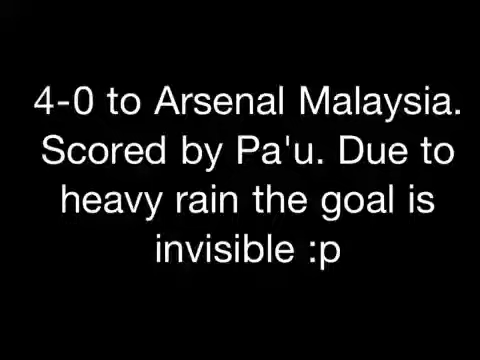 4-0 to Arsenal Malaysia.
Scored by Pa'u. Due to
heavy rain the goal is
invisible :p